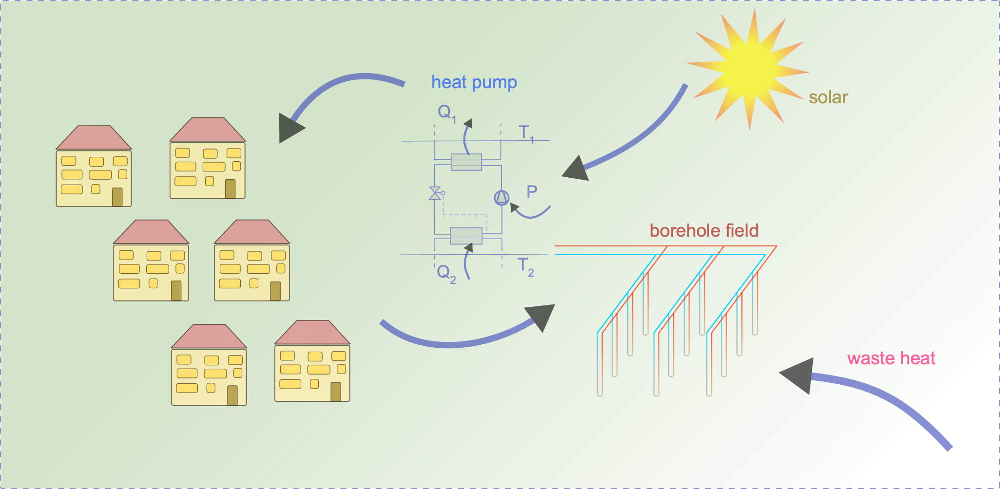 heat pump
solar
Q1
T1
P
borehole field
Q2
T2
waste heat